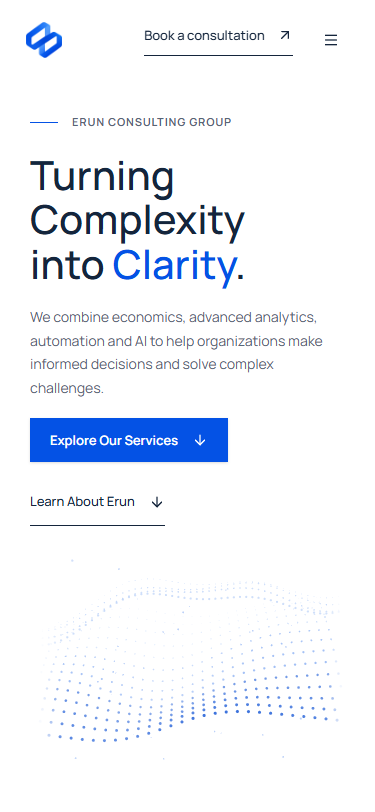 Book a consultation
ERUN CONSULTING GROUP
Turning
Complexity
into Clarity.
We combine economics, advanced analytics,
automation and AI to help organizations make
informed decisions and solve complex
challenges.
Explore Our Services
Learn About Erun